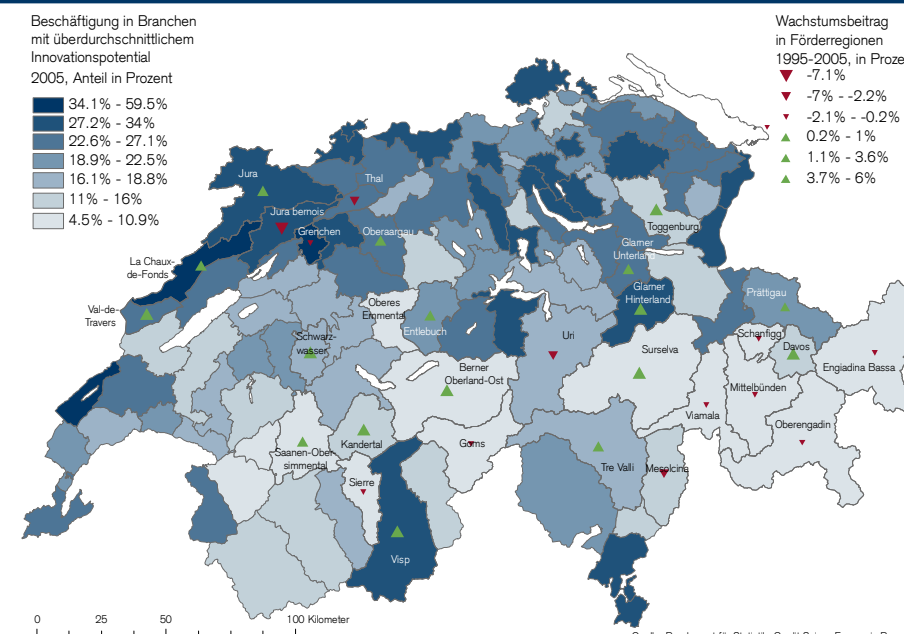 Beschäftigung in Branchen
mit überdurchschnittlichem
Innovationspotential
2005, Anteil in Prozent
34.1% - 59.5%
27.2% - 34%
22.6% - 27.1%
18.9% - 22.5%
16.1% - 18.8%
11% - 16%
4.5% - 10.9%
Wachstumsbeitrag
in Förderregionen
1995-2005, in Proze
-7.1%
-7% - -2.2%
-2.1% - -0.2%
0.2% - 1%
1.1% - 3.6%
3.7% - 6%
Jura
Thal
Jura bernois
Grenchen
Oberaargau
Toggenburg
La Chaux-
de-Fonds
Glarner
Unterland
Glarner
Hinterland
Prättigau
Val-de-
Travers
Oberes
Emmental
Entlebuch
Schwarz-
wasser
Uri
Surselva
Schanfigg
Davos
Engiadina Bassa
Berner
Oberland-Ost
Mittelbünden
Viamala
Oberengadin
Kandertal
Saanen-Ober-
simmental
Goms
Tre Valli
Mesolcina
Sierre
Visp
0 25 50 100 Kilometer